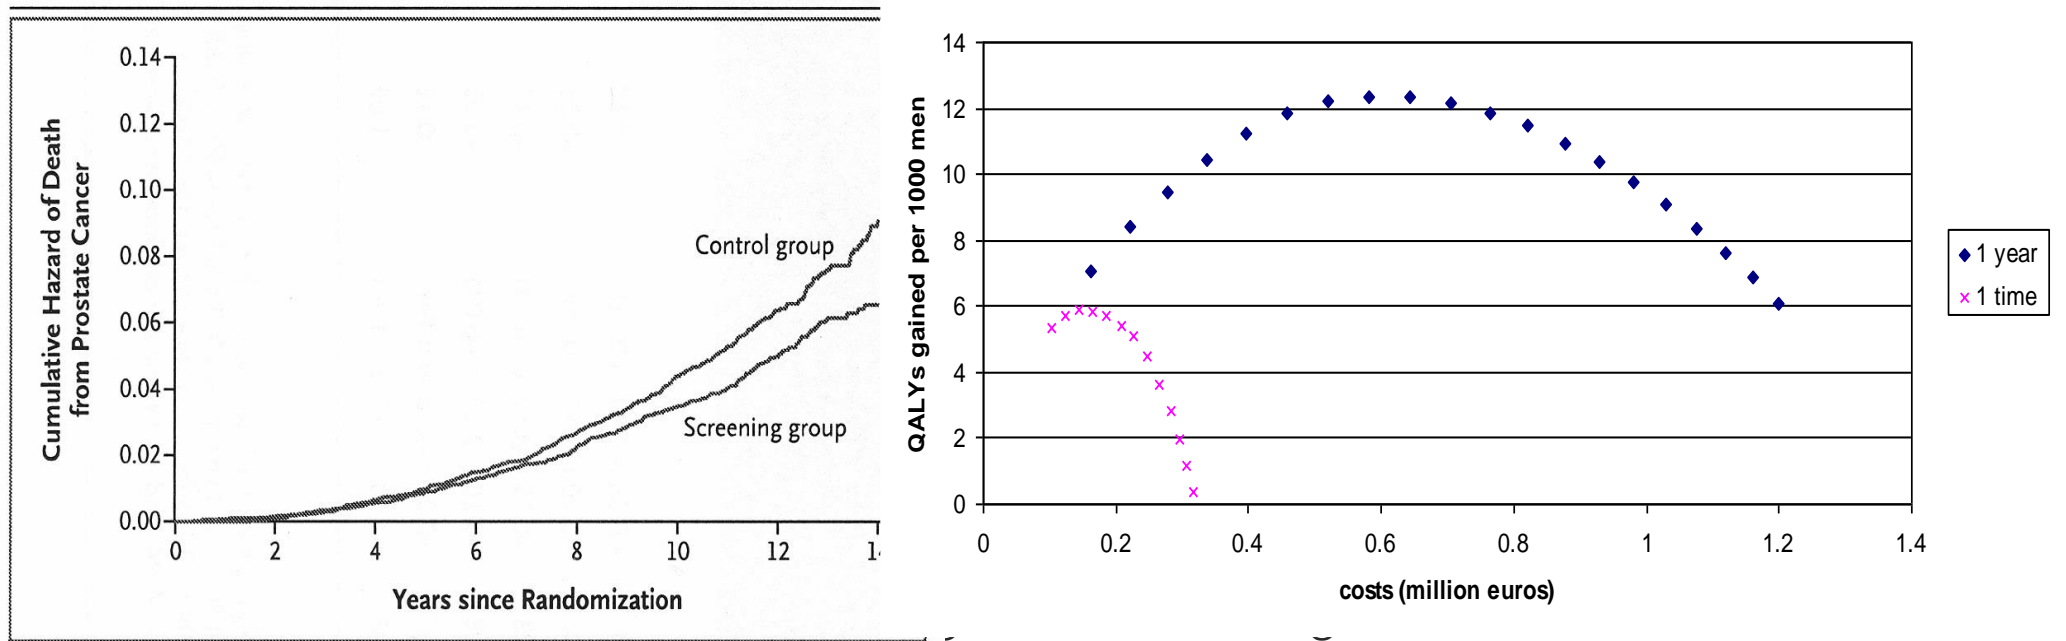 0.14
0.12
0.10
0.08
0.06
0.04
0.02
0.00
Cumulative Hazard of Death
from Prostate Cancer
Control group
Screening group
0 2 4 6 8 10 12
Years since Randomization
14
12
10
8
6
4
2
0
QALYs gained per 1000 men
0 0.2 0.4 0.6 0.8 1 1.2 1.4
costs (million euros)
1 year
1 time